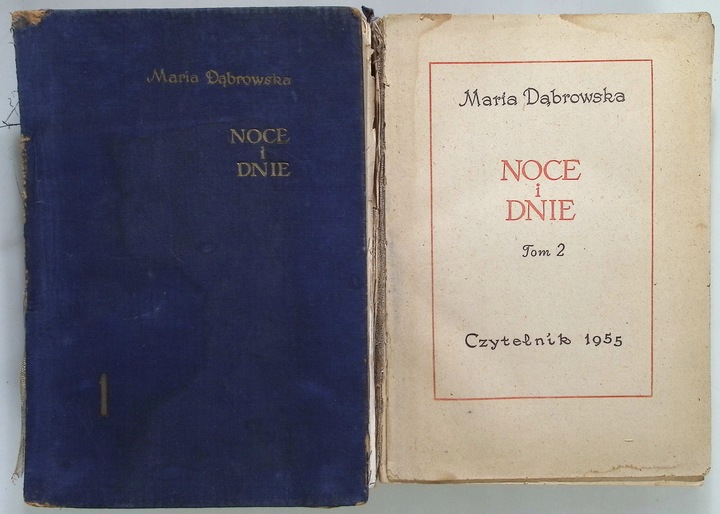 Maria Dąbrowska
NOCE
i
DNIE
1
Maria Dąbrowska
NOCE
i
DNIE
Tom 2
Czytelnik 1955